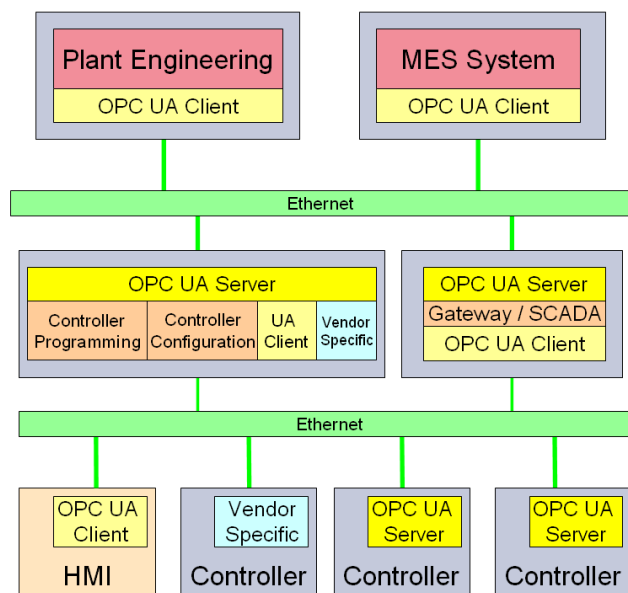 Plant Engineering
OPC UA Client
MES System
OPC UA Client
Ethernet
OPC UA Server
Controller
Programming
Controller
Configuration
UA
Client
Vendor
Specific
OPC UA Server
Gateway / SCADA
OPC UA Client
Ethernet
OPC UA
Client
HMI
Vendor
Specific
Controller
OPC UA
Server
Controller
OPC UA
Server
Controller